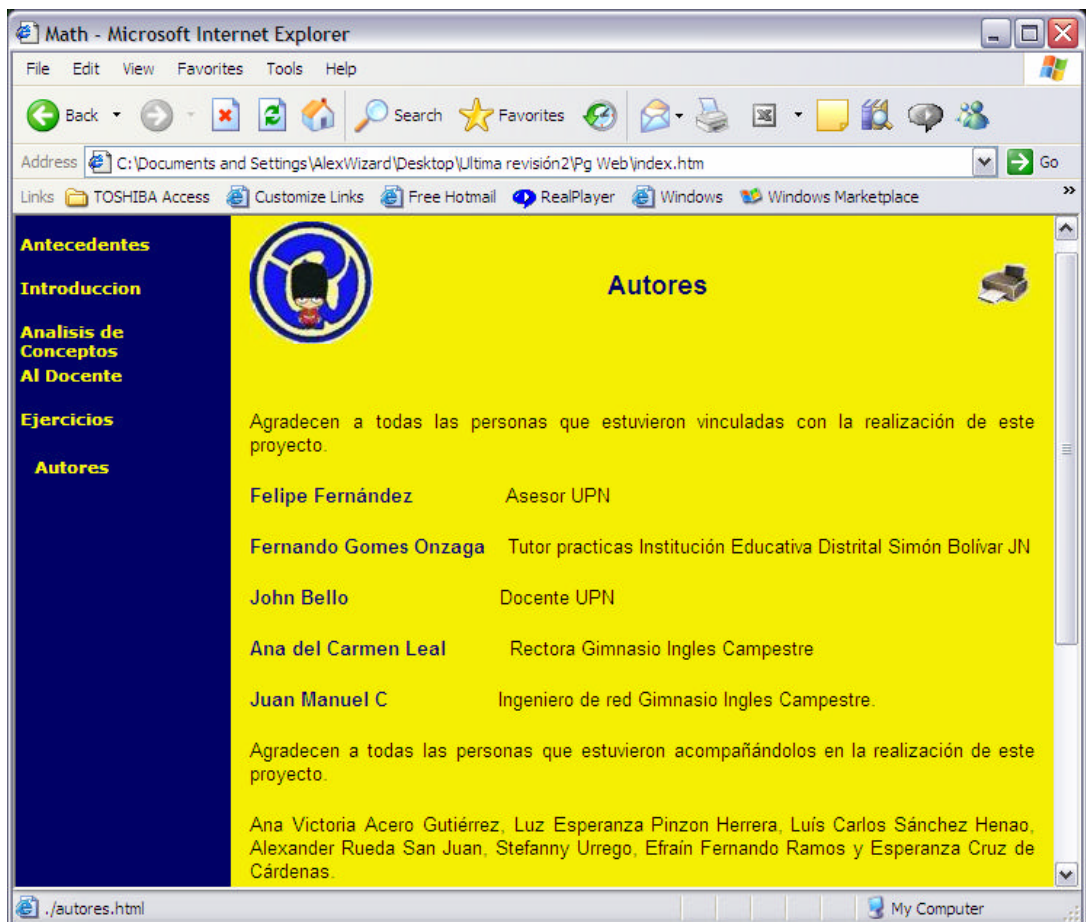 Math - Microsoft Internet Explorer
File Edit View Favorites Tools Help
Back Search Favorites
Address C:\Documents and Settings\AlexWizard\Desktop\Ultima revisión2\Pg Web\index.htm Go
Links TOSHIBA Access Customize Links Free Hotmail RealPlayer Windows Windows Marketplace »
Antecedentes
Introduccion
Analisis de
Conceptos
Al Docente
Ejercicios
Autores
Autores
Agradecen a todas las personas que estuvieron vinculadas con la realización de este
proyecto.
Felipe Fernández Asesor UPN
Fernando Gomes Onzaga Tutor practicas Institución Educativa Distrital Simón Bolívar JN
John Bello Docente UPN
Ana del Carmen Leal Rectora Gimnasio Ingles Campestre
Juan Manuel C Ingeniero de red Gimnasio Ingles Campestre.
Agradecen a todas las personas que estuvieron acompañándolos en la realización de este
proyecto.
Ana Victoria Acero Gutiérrez, Luz Esperanza Pinzon Herrera, Luís Carlos Sánchez Henao,
Alexander Rueda San Juan, Stefanny Urrego, Efraín Fernando Ramos y Esperanza Cruz de
Cárdenas.
./autores.html My Computer